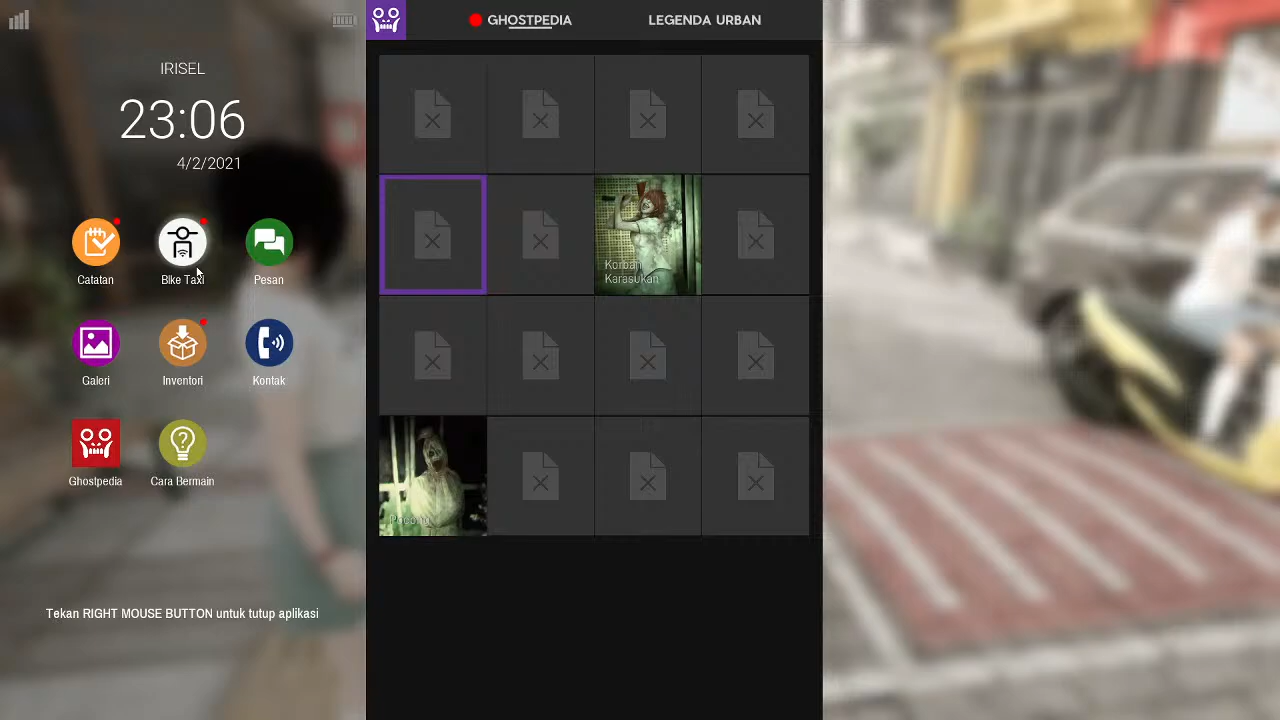 IRISEL
23:06
4/2/2021
Catatan
Bike Taxi
Pesan
Galeri
Inventori
Kontak
Ghostpedia
Cara Bermain
Tekan RIGHT MOUSE BUTTON untuk tutup aplikasi
GHOSTPEDIA
LEGENDA URBAN
Korban
Karasukan
Pocong